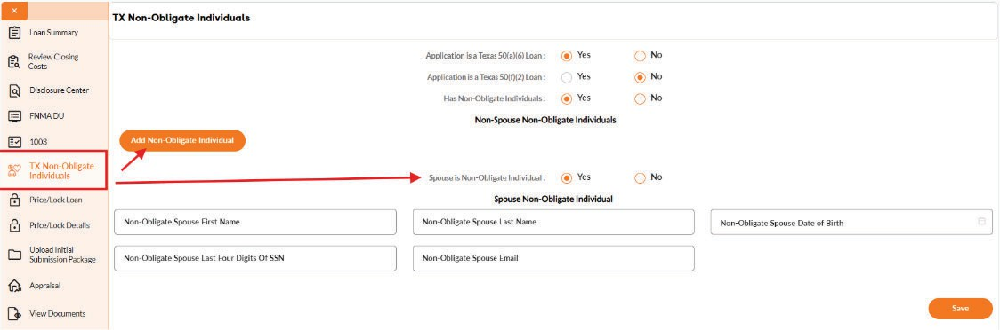 ×
TX Non-Obligate Individuals
Loan Summary
Review Closing
Costs
Disclosure Center
FNMA DU
1003
TX Non-Obligate
Individuals
Price/Lock Loan
Price/Lock Details
Upload Initial
Submission Package
Appraisal
View Documents
Application is a Texas 50(a)(6) Loan : Yes No
Application is a Texas 50(f)(2) Loan : Yes No
Has Non-Obligate Individuals : Yes No
Non-Spouse Non-Obligate Individuals
Add Non-Obligate Individual
Spouse is Non-Obligate Individual : Yes No
Spouse Non-Obligate Individual
Non-Obligate Spouse First Name Non-Obligate Spouse Last Name Non-Obligate Spouse Date of Birth
Non-Obligate Spouse Last Four Digits Of SSN Non-Obligate Spouse Email
Save